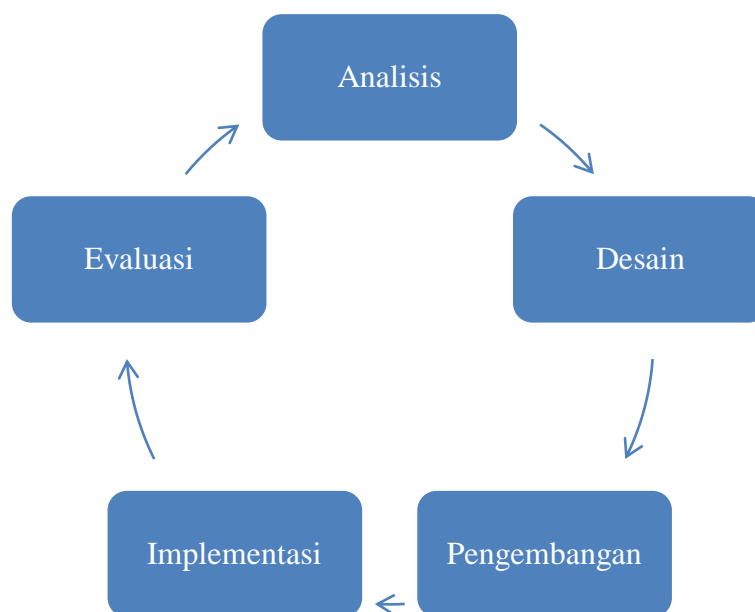 Analisis
Desain
Pengembangan
Implementasi
Evaluasi